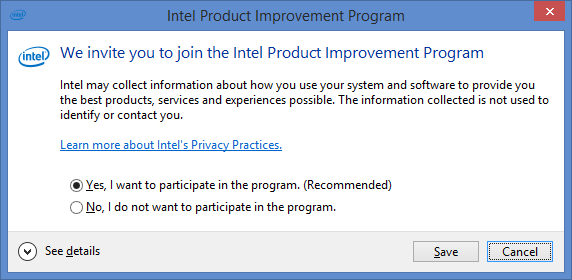 Intel Product Improvement Program
intel
We invite you to join the Intel Product Improvement Program
Intel may collect information about how you use your system and software to provide you
the best products, services and experiences possible. The information collected is not used to
identify or contact you.
Learn more about Intel's Privacy Practices.
Yes, I want to participate in the program. (Recommended)
No, I do not want to participate in the program.
See details
Save
Cancel